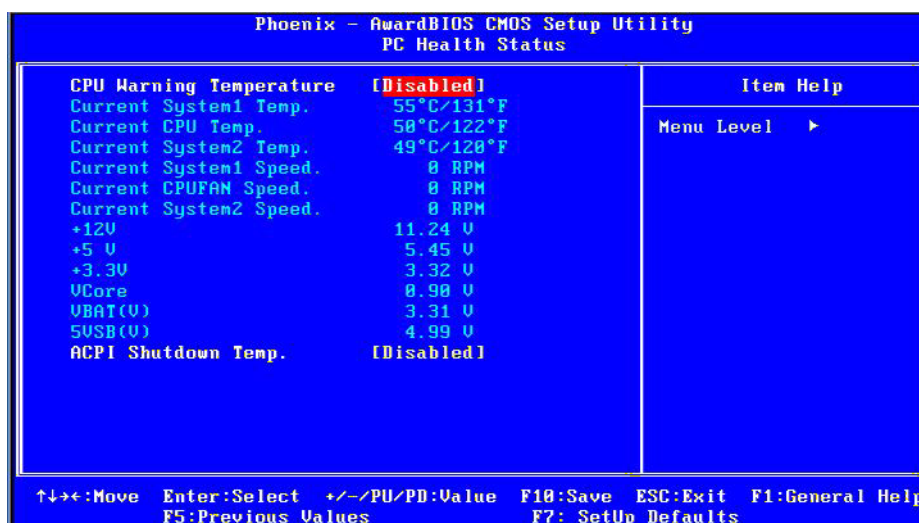 Phoenix - AwardBIOS CMOS Setup Utility
PC Health Status
CPU Warning Temperature [Disabled]
Current System1 Temp. 55°C/131°F
Current CPU Temp. 50°C/122°F
Current System2 Temp. 49°C/120°F
Current System1 Speed. 0 RPM
Current CPUFAN Speed. 0 RPM
Current System2 Speed. 0 RPM
+12V 11.24 V
+5 V 5.45 V
+3.3V 3.32 V
VCore 0.90 V
VBAT(V) 3.31 V
5VSB(V) 4.99 V
ACPI Shutdown Temp. [Disabled]
Item Help
Menu Level ►
↑↓→←:Move Enter:Select +/-/PU/PD:Value F10:Save ESC:Exit F1:General Help
F5:Previous Values F7: SetUp Defaults